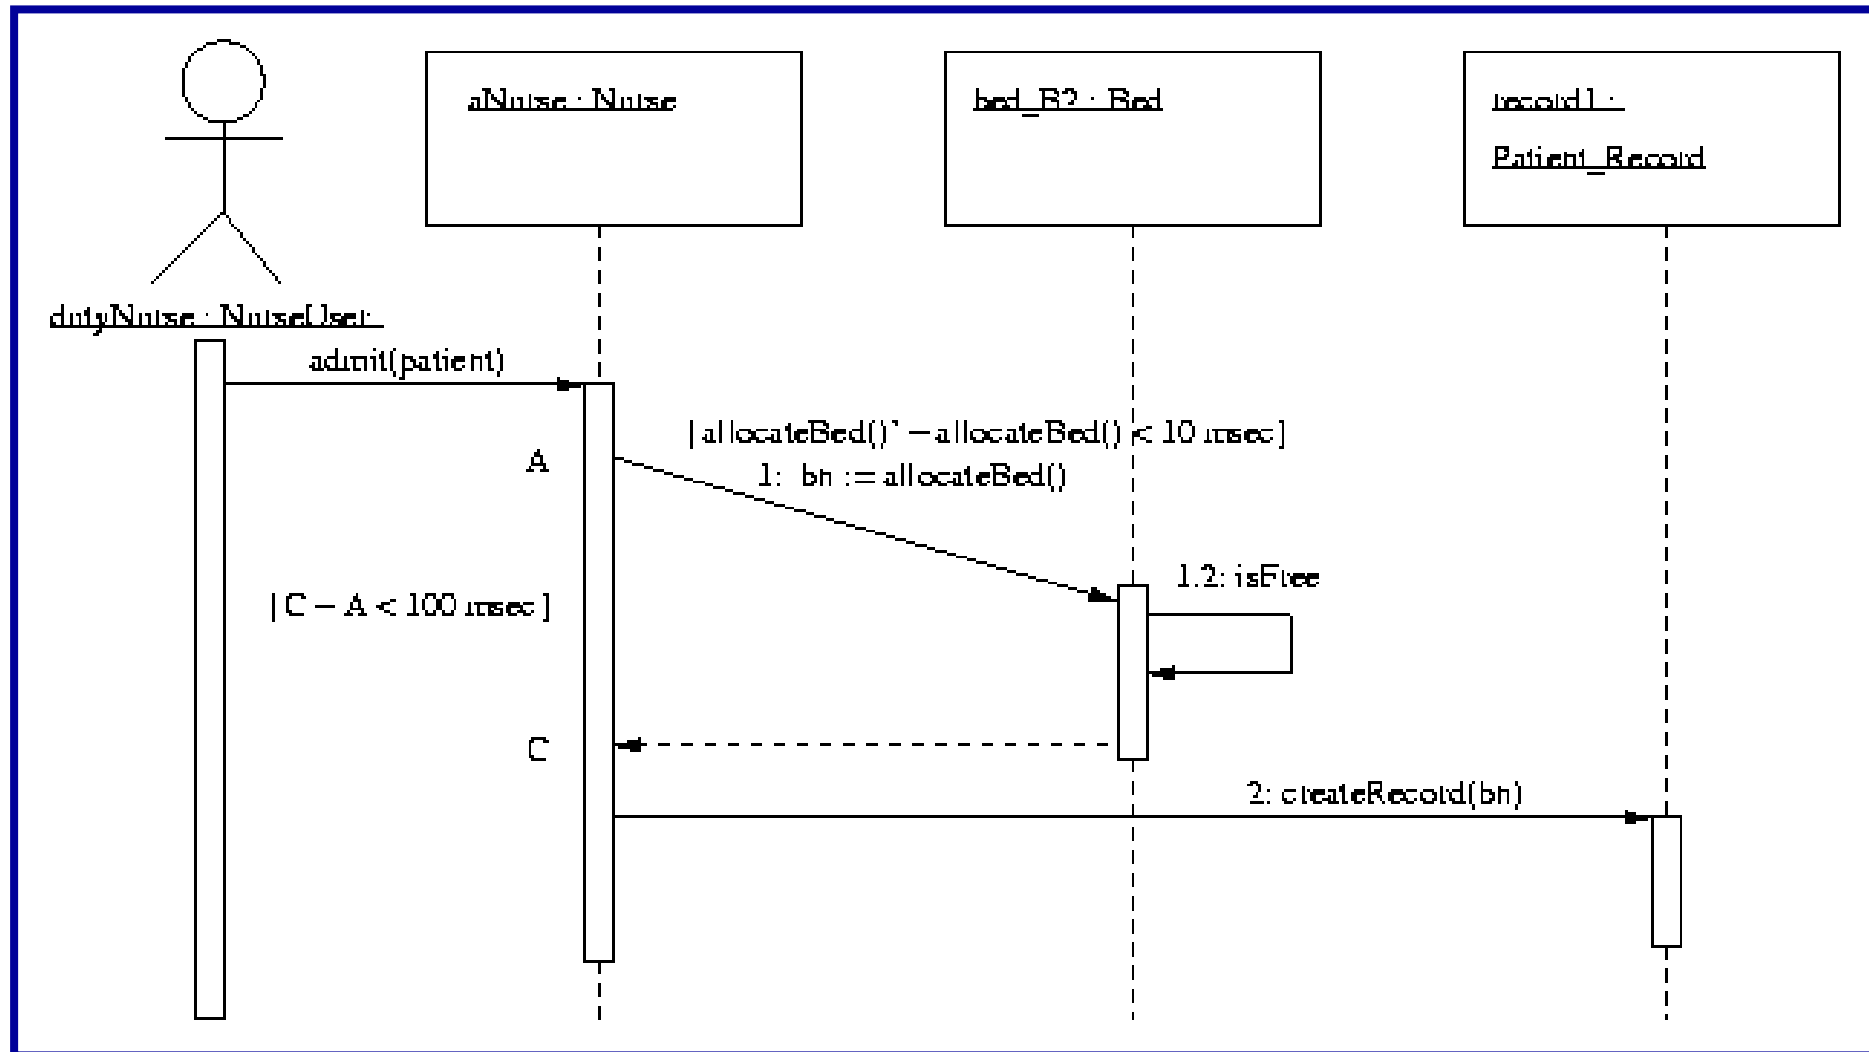 aNurse : Nurse
bed_B2 : Bed
record1 :
Patient_Record
dutyNurse : NurseUser
admit(patient)
[allocateBed()' – allocateBed() < 10 msec]
A
1: bn := allocateBed()
1.2: isFree
[C – A < 100 msec]
C
2: createRecord(bn)